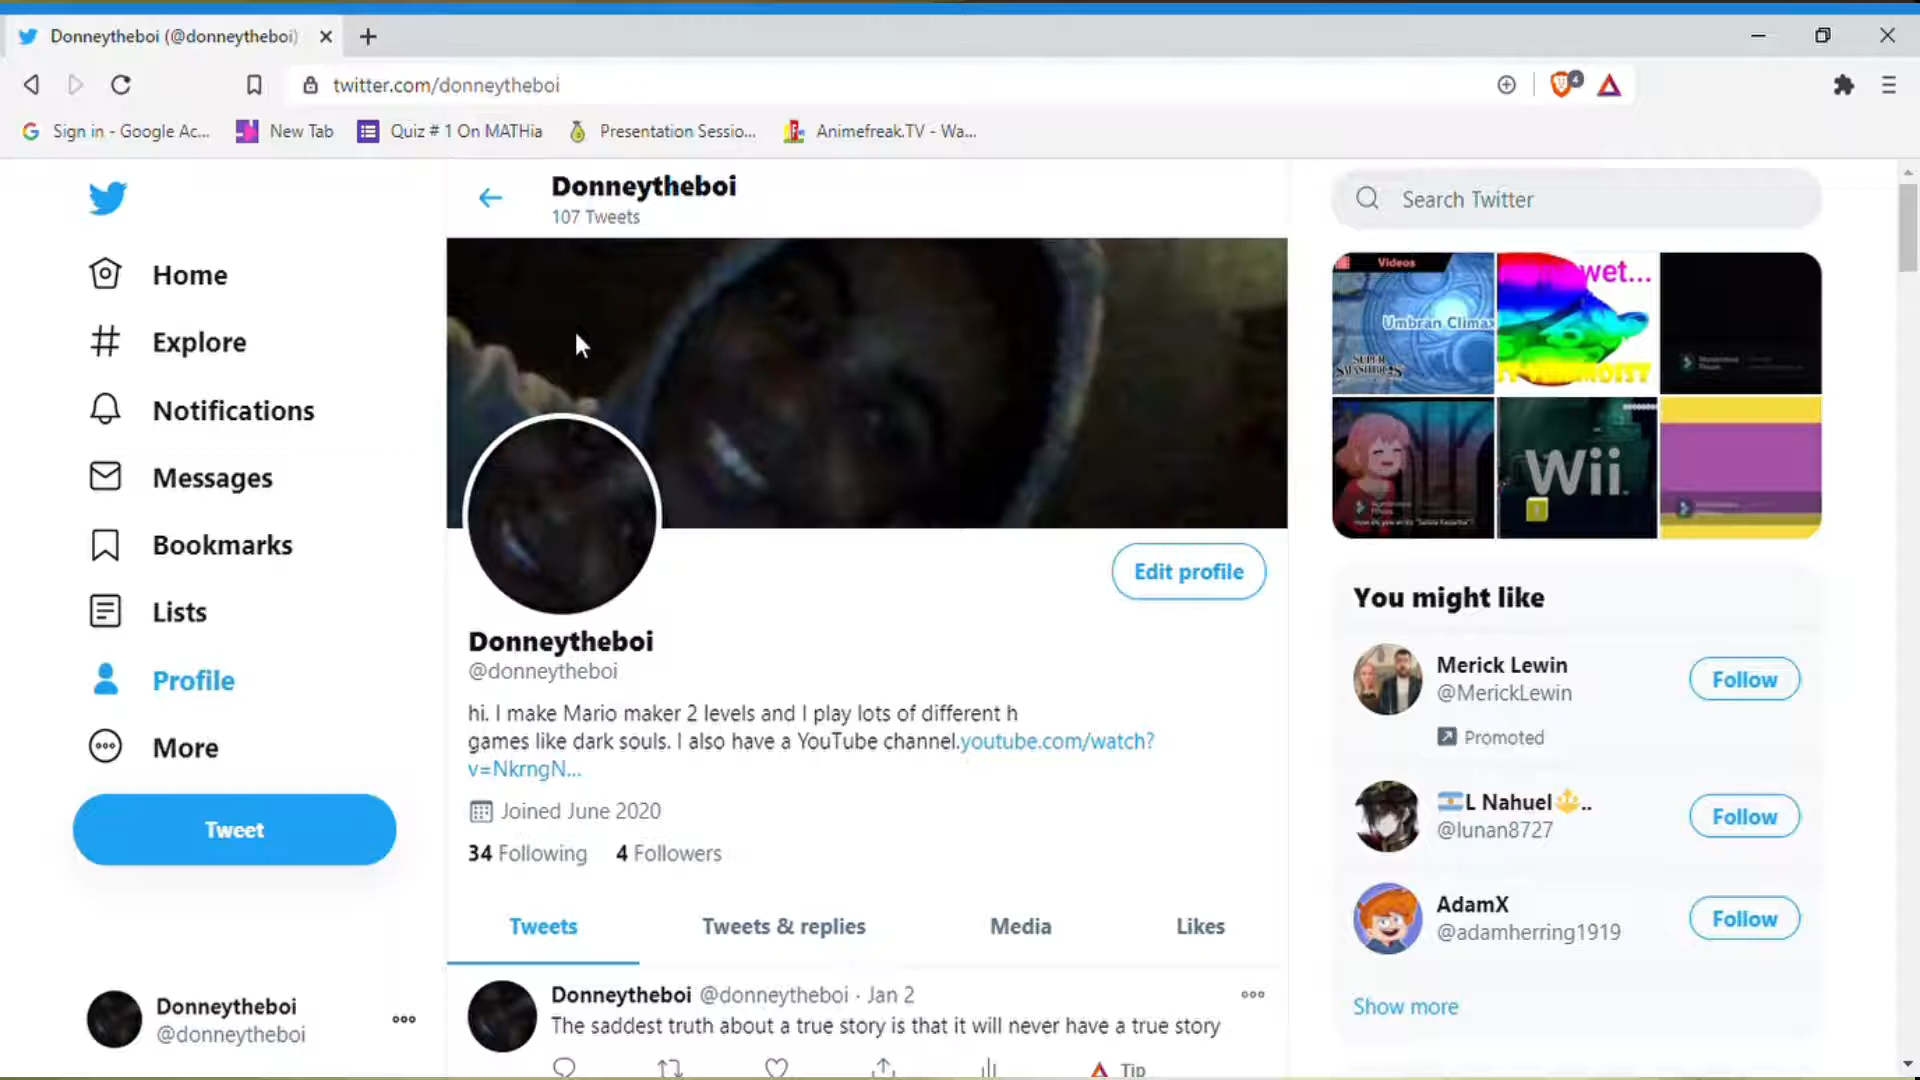 Donneytheboi (@donneytheboi)
twitter.com/donneytheboi
4
Sign in - Google Ac...
New Tab
Quiz # 1 On MATHia
Presentation Sessio...
Animefreak.TV - Wa...
Donneytheboi
107 Tweets
Home
Explore
Notifications
Messages
Bookmarks
Lists
Profile
More
Tweet
Donneytheboi
@donneytheboi
Edit profile
Donneytheboi
@donneytheboi
hi. I make Mario maker 2 levels and I play lots of different h
games like dark souls. I also have a YouTube channel.youtube.com/watch?
v=NkrngN...
Joined June 2020
34 Following 4 Followers
Tweets Tweets & replies Media Likes
Donneytheboi @donneytheboi · Jan 2
The saddest truth about a true story is that it will never have a true story
Tip
Search Twitter
Videos
Umbran Climax
SUPER
SMASH BROS
wet...
Wii
You might like
Merick Lewin
@MerickLewin
Follow
Promoted
L Nahuel..
@lunan8727
Follow
AdamX
@adamherring1919
Follow
Show more